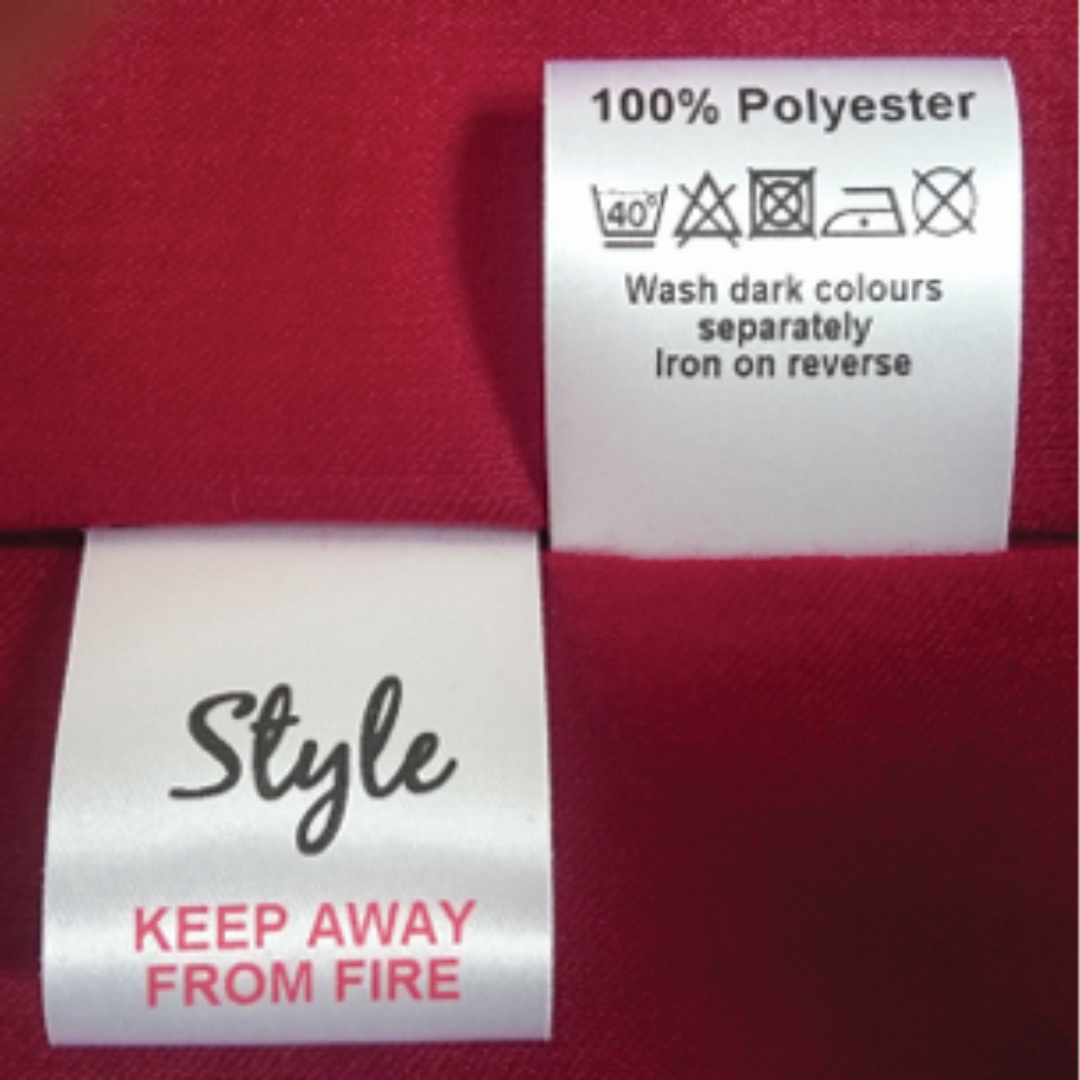 100% Polyester
40°
Wash dark colours
separately
Iron on reverse
Style
KEEP AWAY
FROM FIRE